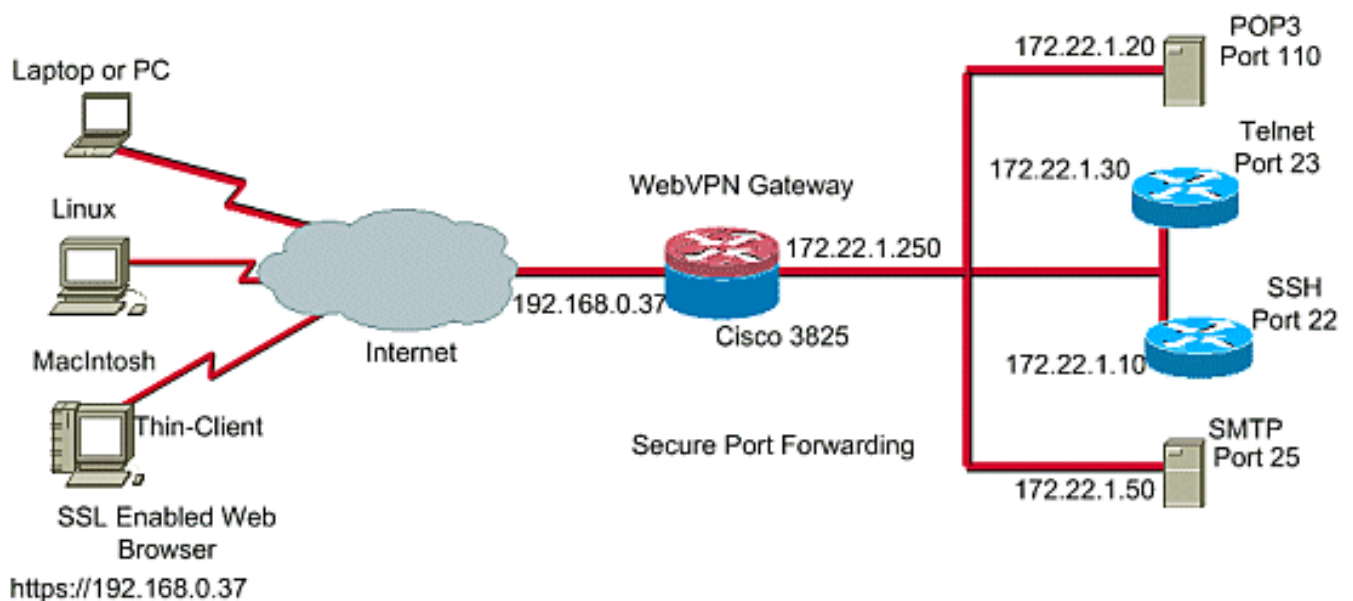 Laptop or PC
Linux
MacIntosh
Thin-Client
SSL Enabled Web
Browser
https://192.168.0.37
Internet
192.168.0.37
WebVPN Gateway
172.22.1.250
Cisco 3825
Secure Port Forwarding
172.22.1.20
POP3
Port 110
172.22.1.30
Telnet
Port 23
172.22.1.10
SSH
Port 22
172.22.1.50
SMTP
Port 25